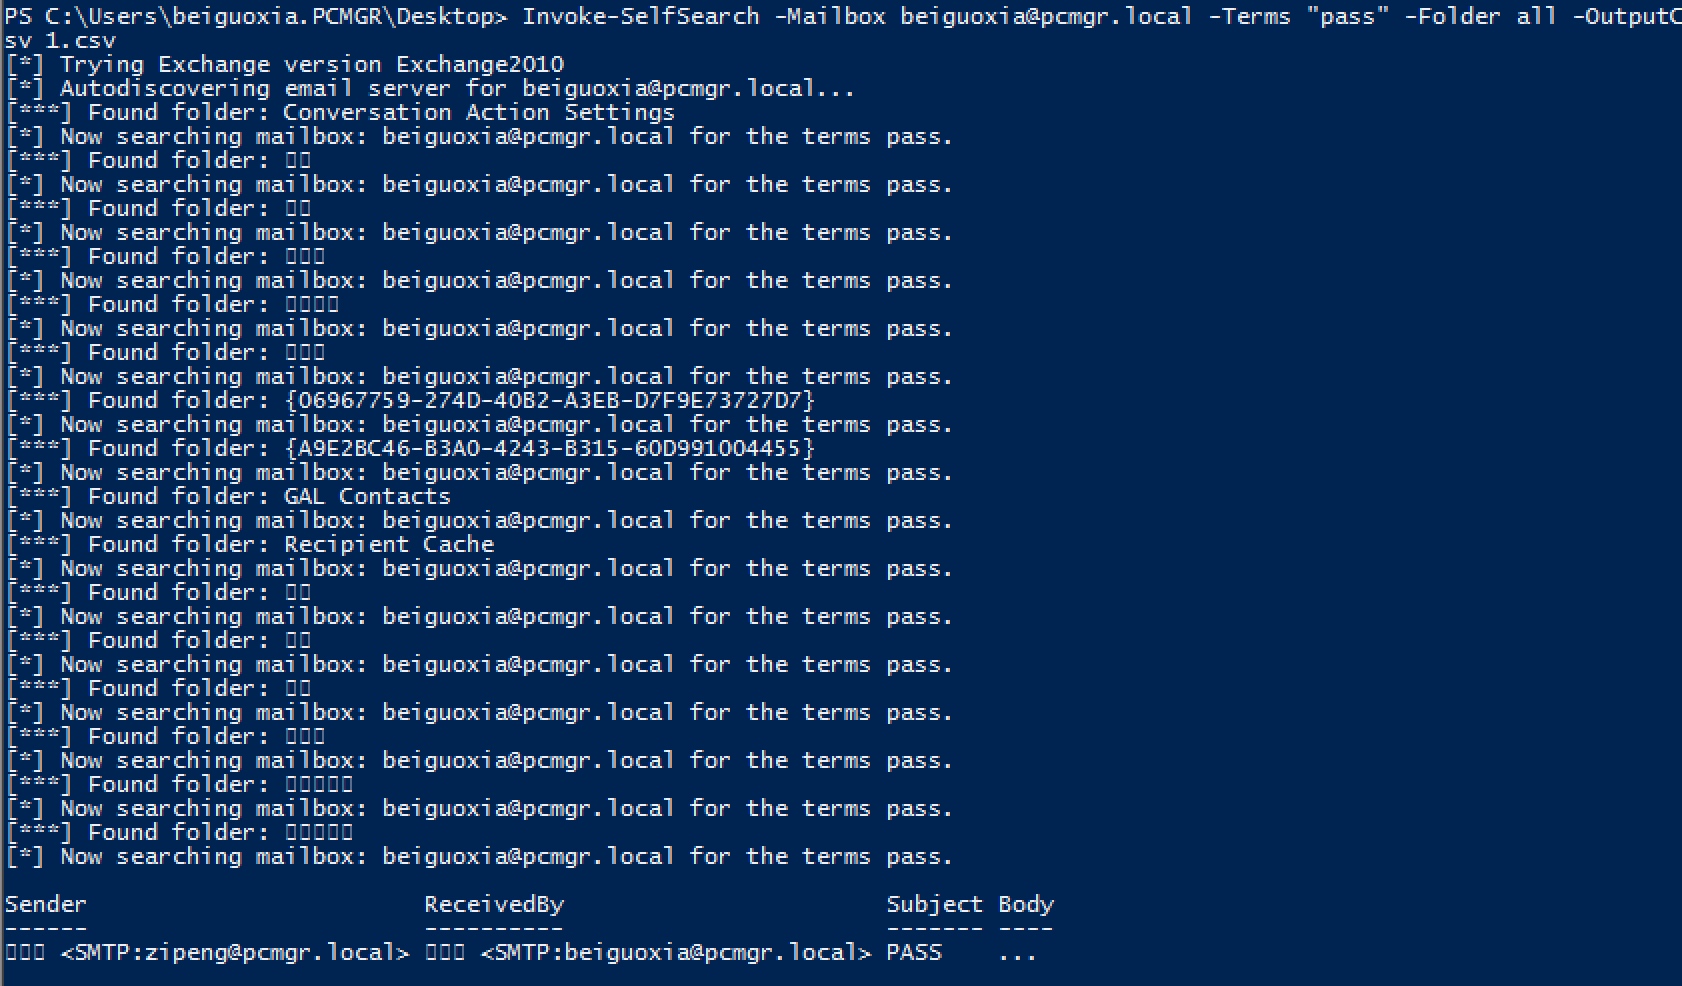 PS C:\Users\beiguoxia.PCMGR\Desktop> Invoke-SelfSearch -Mailbox beiguoxia@pcmgr.local -Terms "pass" -Folder all -OutputC
sv 1.csv
[*] Trying Exchange version Exchange2010
[*] Autodiscovering email server for beiguoxia@pcmgr.local...
[***] Found folder: Conversation Action Settings
[*] Now searching mailbox: beiguoxia@pcmgr.local for the terms pass.
[***] Found folder: 
[*] Now searching mailbox: beiguoxia@pcmgr.local for the terms pass.
[***] Found folder: 
[*] Now searching mailbox: beiguoxia@pcmgr.local for the terms pass.
[***] Found folder: 
[*] Now searching mailbox: beiguoxia@pcmgr.local for the terms pass.
[***] Found folder: 
[*] Now searching mailbox: beiguoxia@pcmgr.local for the terms pass.
[***] Found folder: 
[*] Now searching mailbox: beiguoxia@pcmgr.local for the terms pass.
[***] Found folder: {06967759-274D-40B2-A3EB-D7F9E73727D7}
[*] Now searching mailbox: beiguoxia@pcmgr.local for the terms pass.
[***] Found folder: {A9E2BC46-B3A0-4243-B315-60D991004455}
[*] Now searching mailbox: beiguoxia@pcmgr.local for the terms pass.
[***] Found folder: GAL Contacts
[*] Now searching mailbox: beiguoxia@pcmgr.local for the terms pass.
[***] Found folder: Recipient Cache
[*] Now searching mailbox: beiguoxia@pcmgr.local for the terms pass.
[***] Found folder: 
[*] Now searching mailbox: beiguoxia@pcmgr.local for the terms pass.
[***] Found folder: 
[*] Now searching mailbox: beiguoxia@pcmgr.local for the terms pass.
[***] Found folder: 
[*] Now searching mailbox: beiguoxia@pcmgr.local for the terms pass.
[***] Found folder: 
[*] Now searching mailbox: beiguoxia@pcmgr.local for the terms pass.
[***] Found folder: 
[*] Now searching mailbox: beiguoxia@pcmgr.local for the terms pass.
[***] Found folder: 
[*] Now searching mailbox: beiguoxia@pcmgr.local for the terms pass.
Sender ReceivedBy Subject Body
------ ---------- ------- ----
<SMTP:zipeng@pcmgr.local> <SMTP:beiguoxia@pcmgr.local> PASS ...